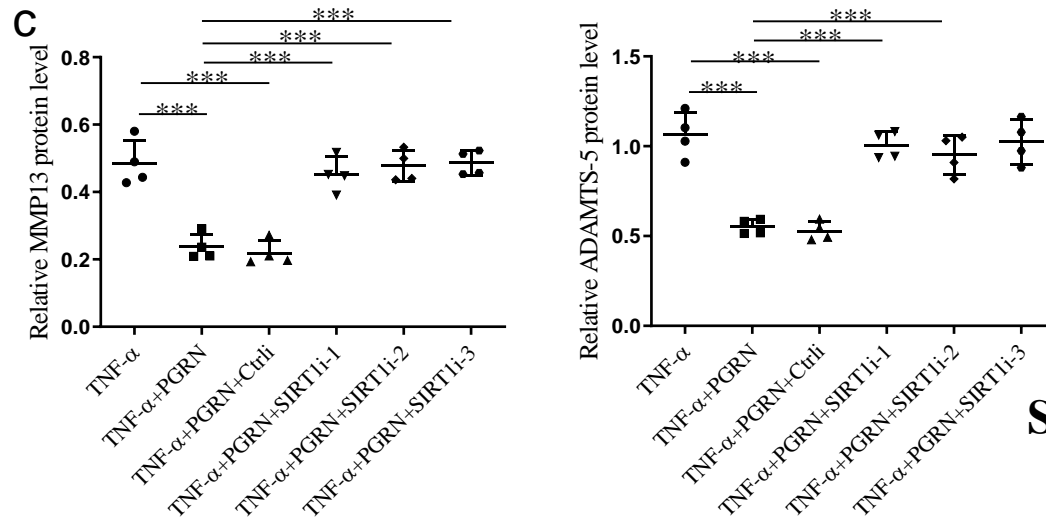 C
Relative MMP13 protein level
0.8
0.6
0.4
0.2
0.0
***
***
***
***
***
TNF-α
TNF-α+PGRN
TNF-α+PGRN+Ctrli
TNF-α+PGRN+SIRT1i-1
TNF-α+PGRN+SIRT1i-2
TNF-α+PGRN+SIRT1i-3
Relative ADAMTS-5 protein level
1.5
1.0
0.5
0.0
***
***
***
***
TNF-α
TNF-α+PGRN
TNF-α+PGRN+Ctrli
TNF-α+PGRN+SIRT1i-1
TNF-α+PGRN+SIRT1i-2
TNF-α+PGRN+SIRT1i-3
S